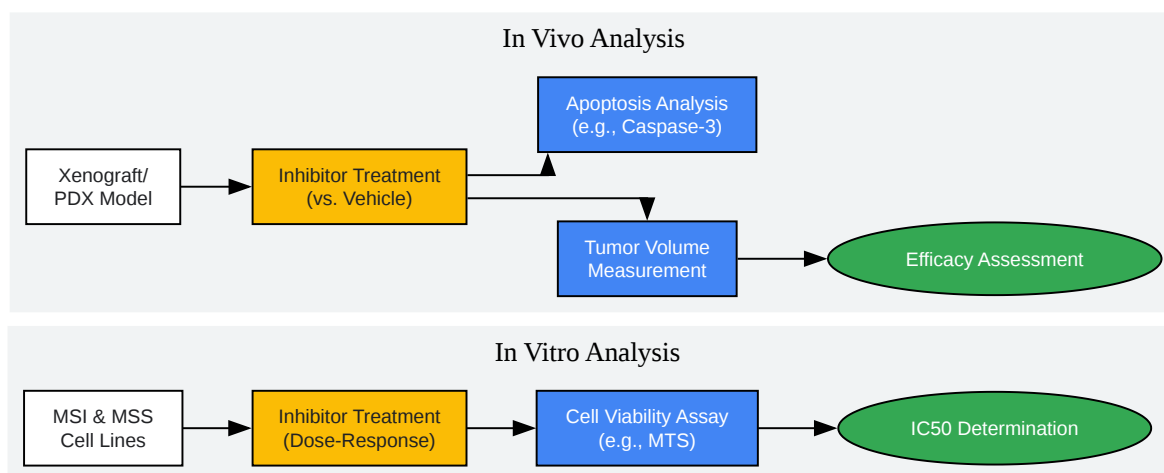 In Vivo Analysis
Apoptosis Analysis
(e.g., Caspase-3)
Xenograft/
PDX Model
Inhibitor Treatment
(vs. Vehicle)
Tumor Volume
Measurement
Efficacy Assessment
In Vitro Analysis
MSI & MSS
Cell Lines
Inhibitor Treatment
(Dose-Response)
Cell Viability Assay
(e.g., MTS)
IC50 Determination